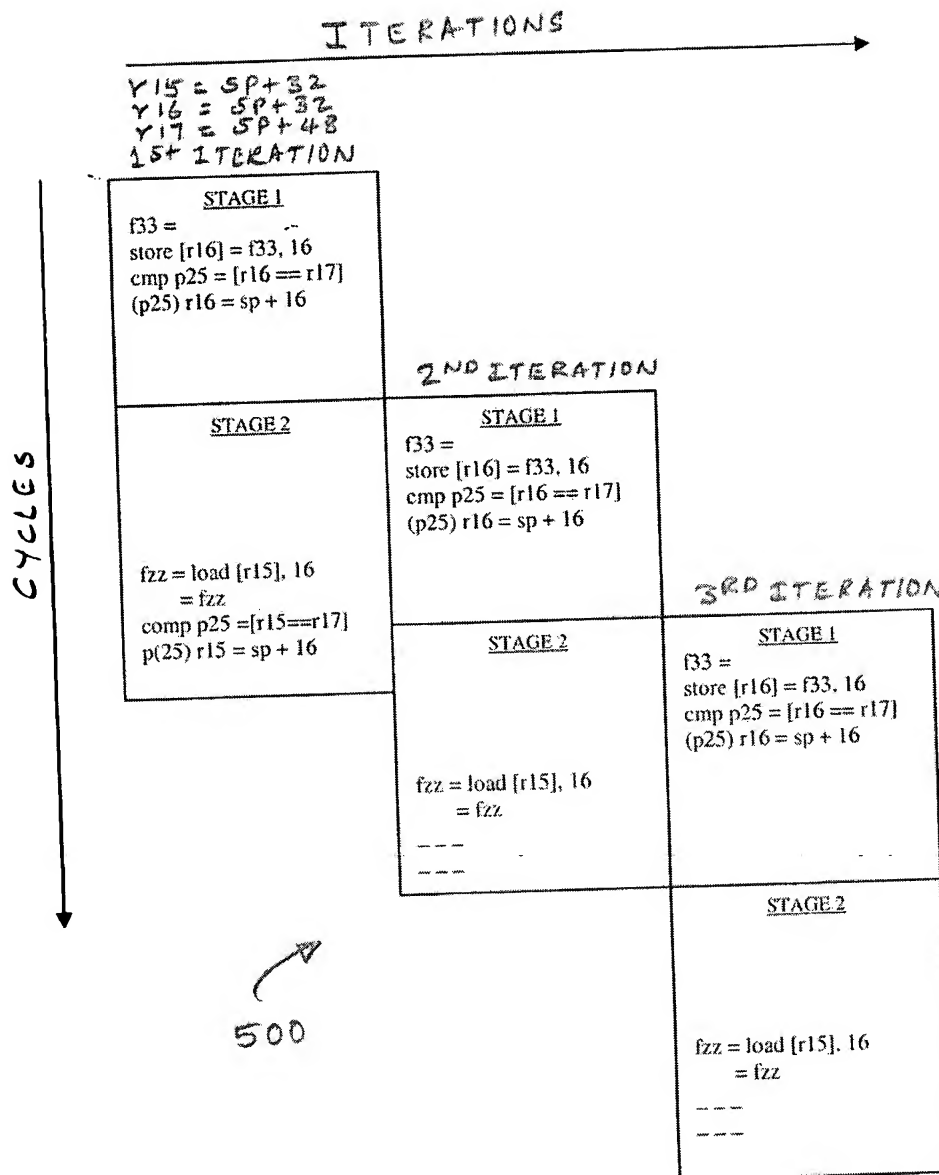 ITERATIONS
r15 = SP+32
r16 = SP+32
r17 = SP+48
1st ITERATION
STAGE 1
f33 =
store [r16] = f33, 16
cmp p25 = [r16 == r17]
(p25) r16 = sp + 16
CYCLES
STAGE 2
fzz = load [r15], 16
= fzz
comp p25 =[r15==r17]
p(25) r15 = sp + 16
2ND ITERATION
STAGE 1
f33 =
store [r16] = f33, 16
cmp p25 = [r16 == r17]
(p25) r16 = sp + 16
STAGE 2
fzz = load [r15], 16
= fzz
---
---
3RD ITERATION
STAGE 1
f33 =
store [r16] = f33. 16
cmp p25 = [r16 == r17]
(p25) r16 = sp + 16
STAGE 2
fzz = load [r15]. 16
= fzz
---
---
500